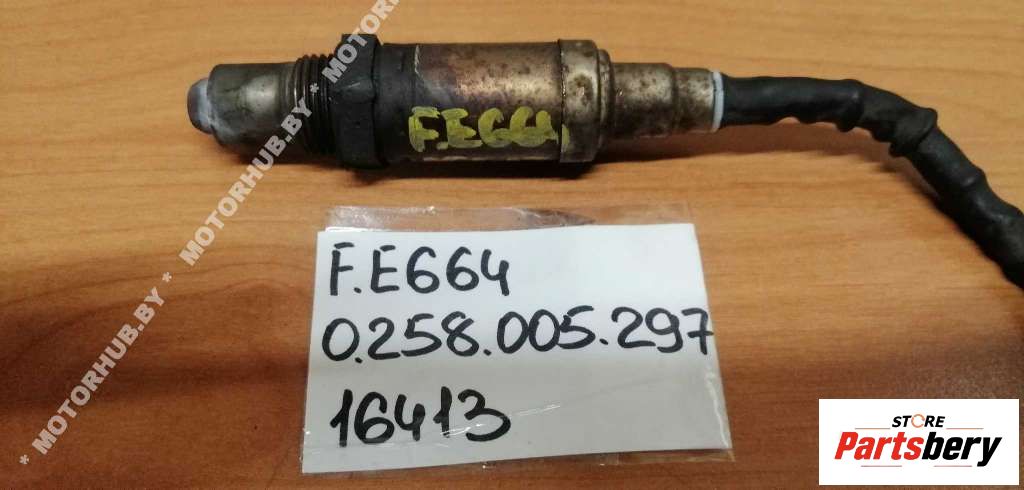 F.E664
F.E664
0.258.005.297
16413
* MOTORHUB.BY * MOTORHUB.BY * MOTORHUB.BY
STORE
Partsbery